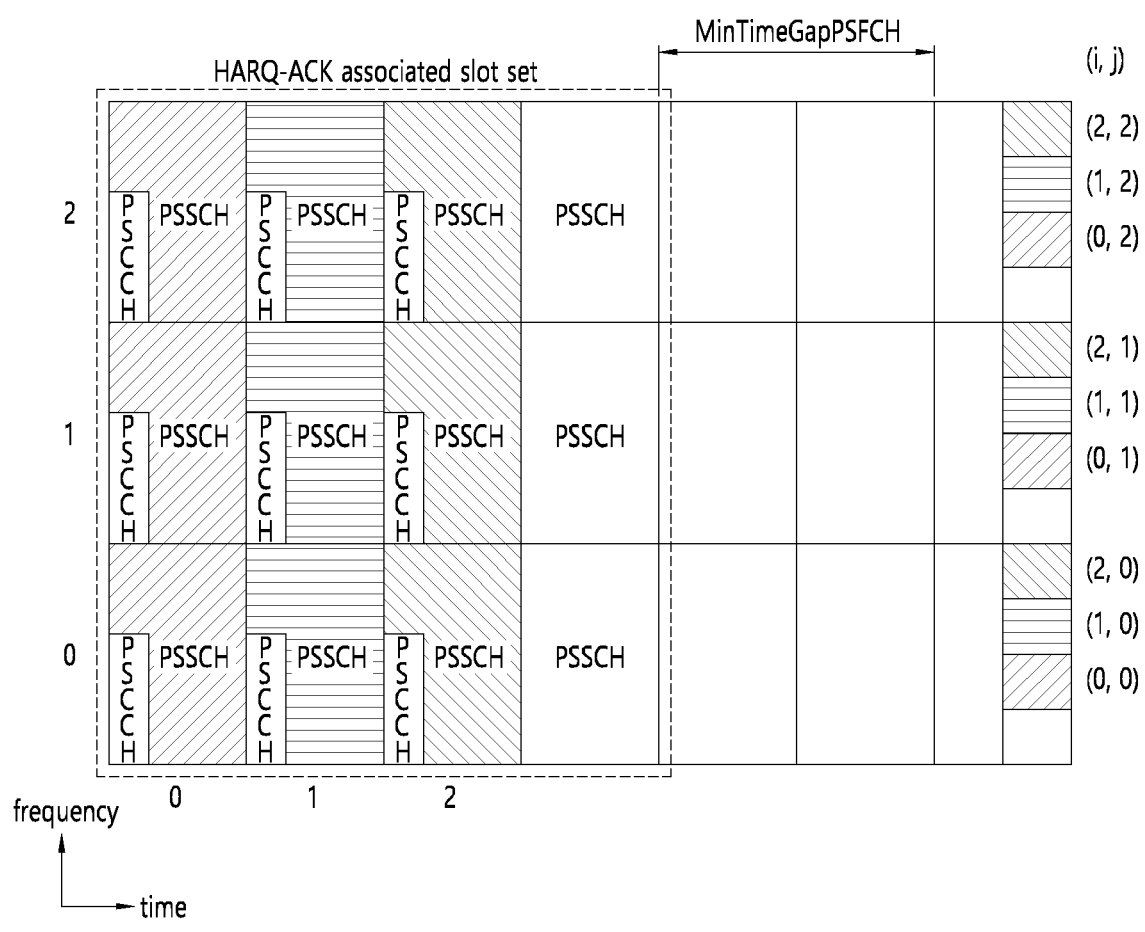 MinTimeGapPSFCH
(i, j)
HARQ-ACK associated slot set
(2, 2)
(1, 2)
2 PSCCH PSSCH PSCCH PSSCH PSCCH PSSCH PSSCH
(0, 2)
(2, 1)
(1, 1)
1 PSCCH PSSCH PSCCH PSSCH PSCCH PSSCH PSSCH
(0, 1)
(2, 0)
(1, 0)
0 PSCCH PSSCH PSCCH PSSCH PSCCH PSSCH PSSCH
(0, 0)
0 1 2
frequency
time